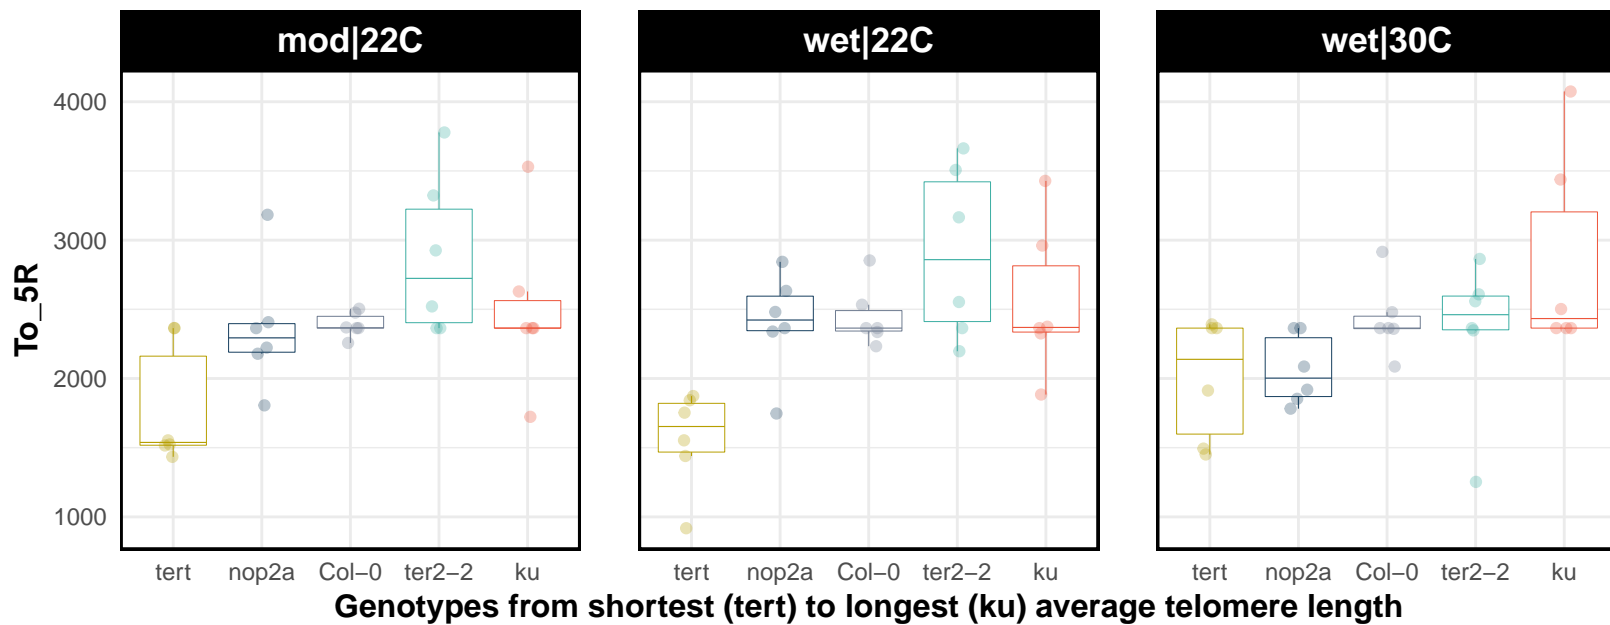 mod|22C wet|22C wet|30C
4000
3000
2000
1000
To_5R
tert nop2a Col−0 ter2−2 ku tert nop2a Col−0 ter2−2 ku tert nop2a Col−0 ter2−2 ku
Genotypes from shortest (tert) to longest (ku) average telomere length